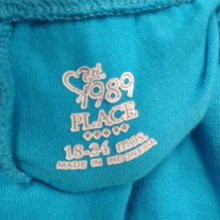 est.
1989
PLACE
18-24 mos.
MADE IN INDONESIA